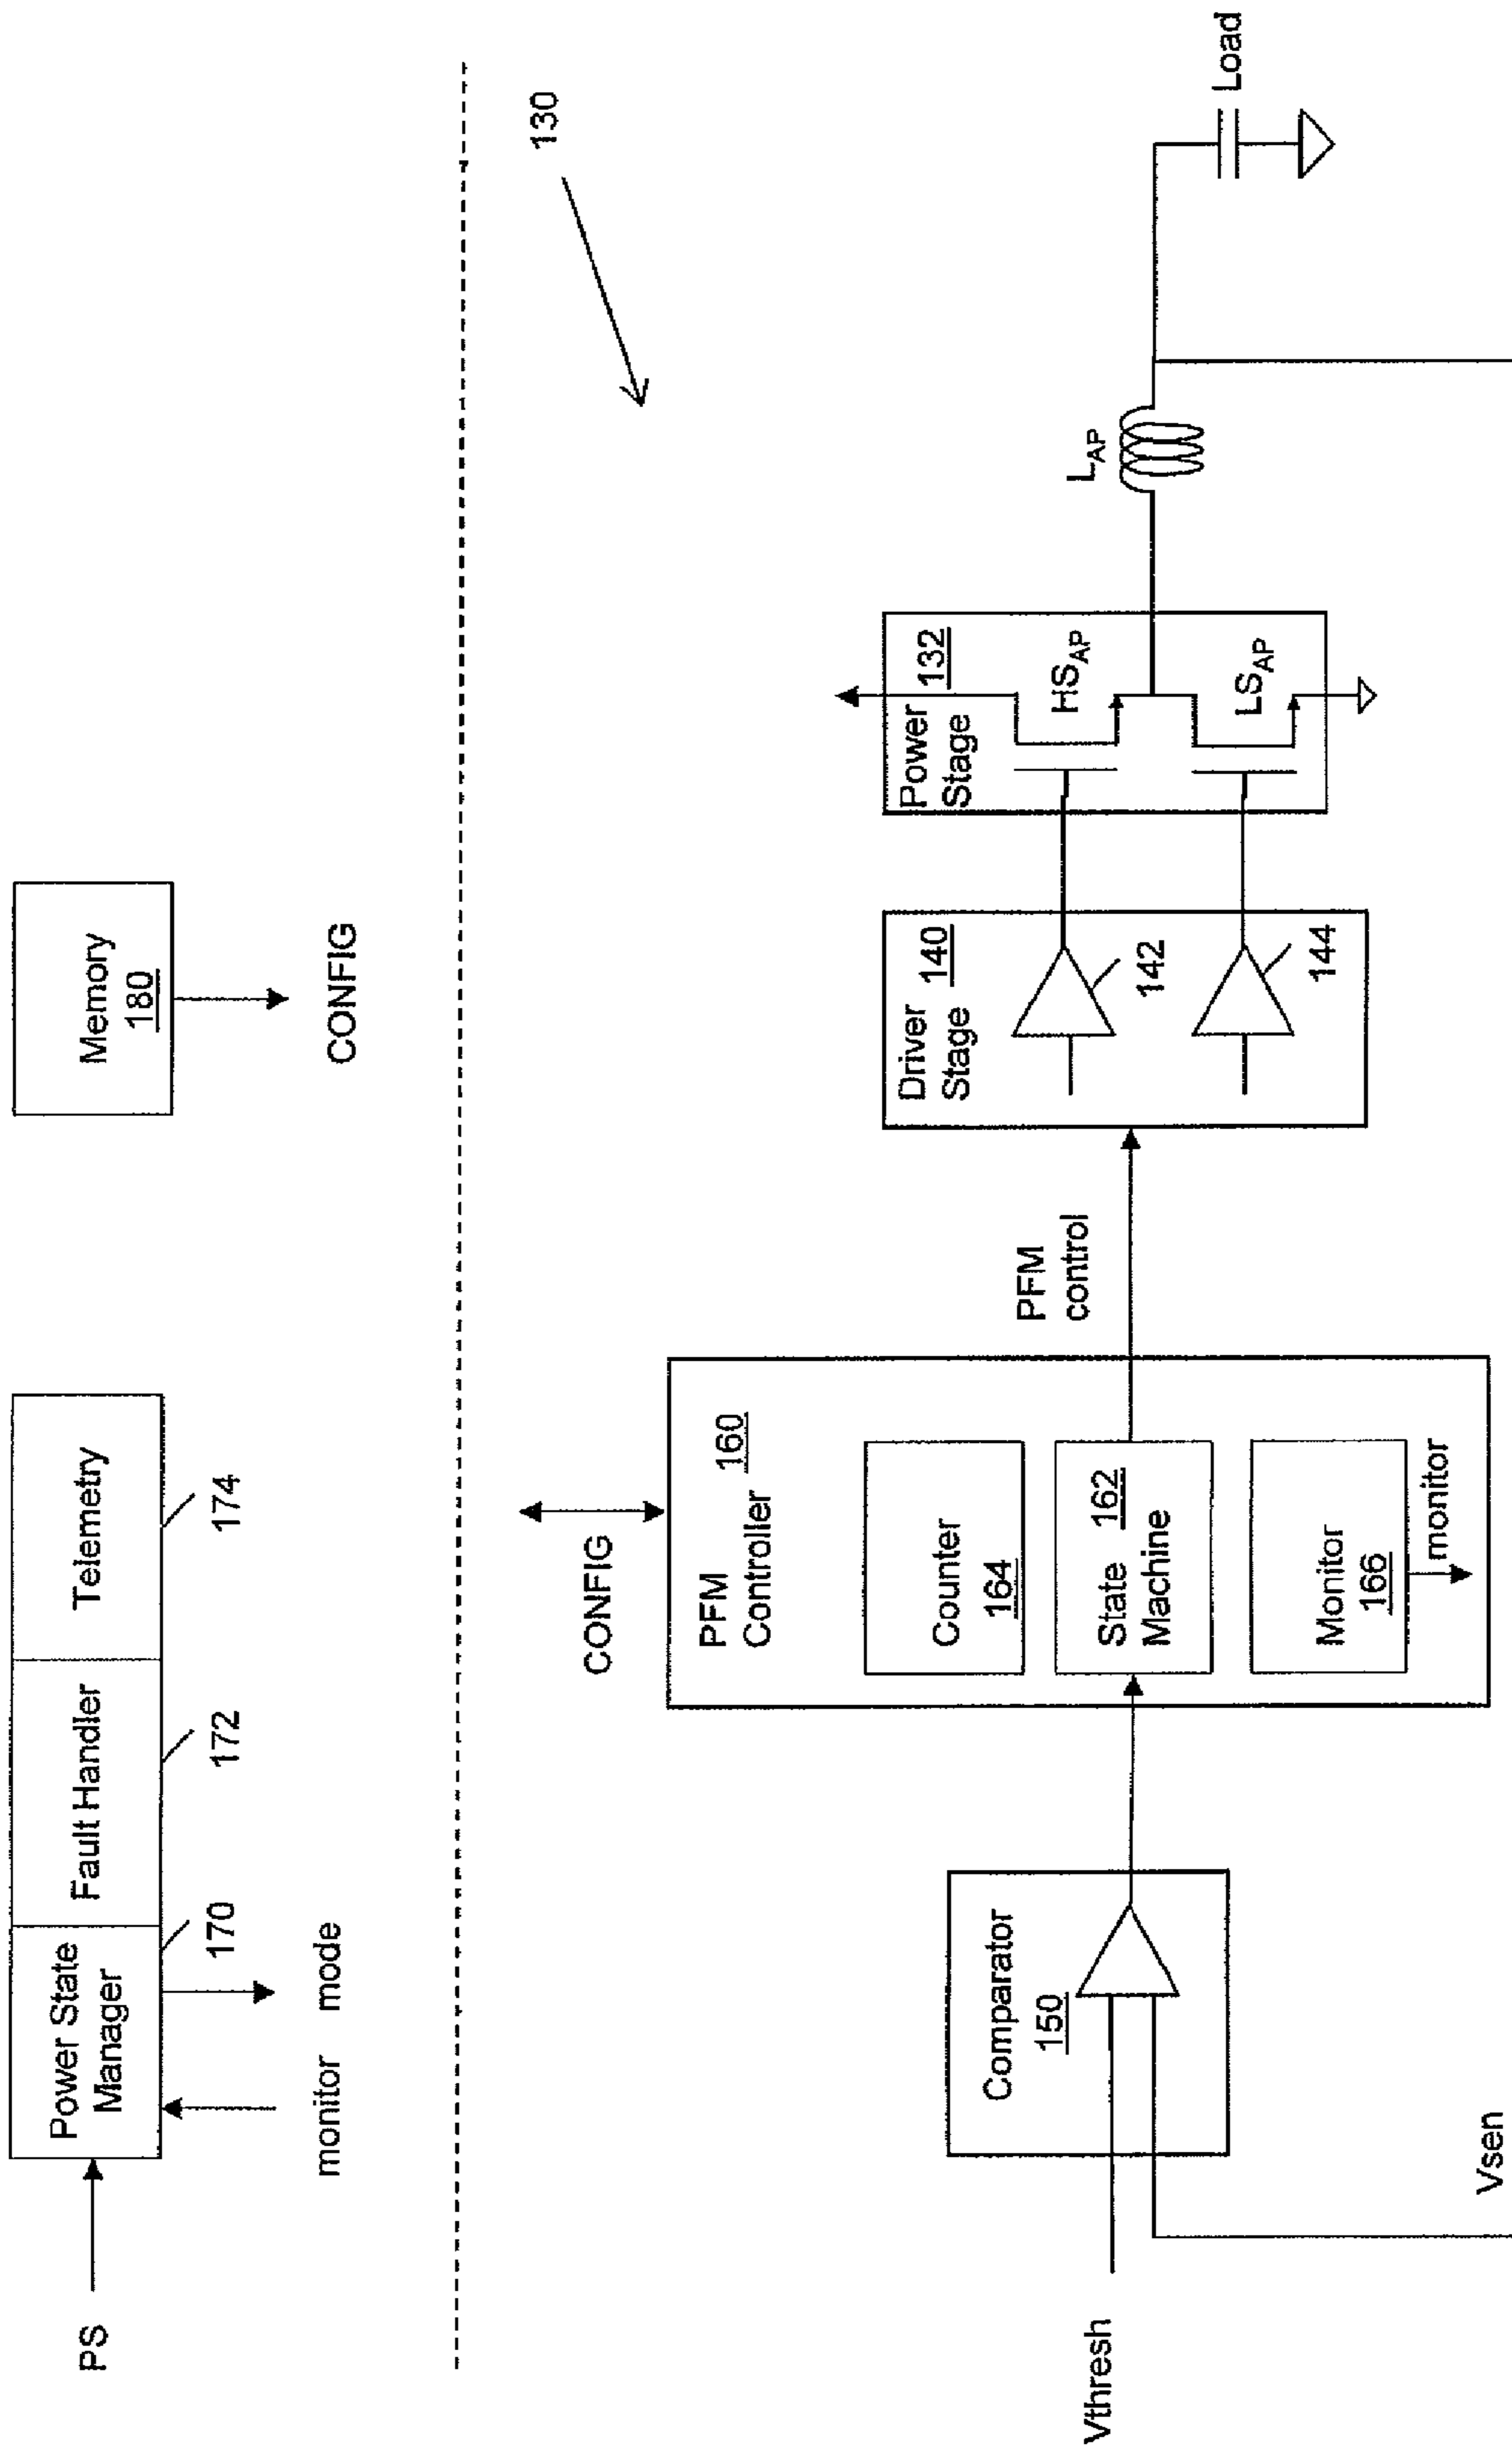 PS
Power State
Manager
Fault Handler
Telemetry
170
172
174
monitor
mode
Memory
180
CONFIG
130
CONFIG
PFM
Controller
160
Counter
164
State
Machine
162
Monitor
166
monitor
Vthresh
Comparator
150
Vsen
PFM
control
Driver
Stage
140
142
144
Power
Stage
132
HSAP
LSAP
LAP
Load